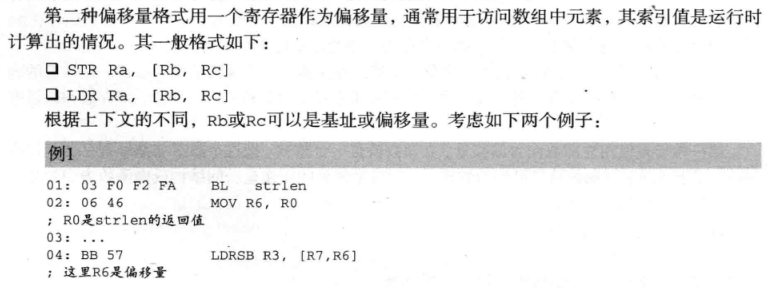 第二种偏移量格式用一个寄存器作为偏移量，通常用于访问数组中元素，其索引值是运行时
计算出的情况。其一般格式如下：
❑ STR Ra, [Rb, Rc]
❑ LDR Ra, [Rb, Rc]
根据上下文的不同，Rb或Rc可以是基址或偏移量。考虑如下两个例子：
例1
01: 03 F0 F2 FA BL strlen
02: 06 46 MOV R6, R0
; R0是strlen的返回值
03: ...
04: BB 57 LDRSB R3, [R7,R6]
; 这里R6是偏移量